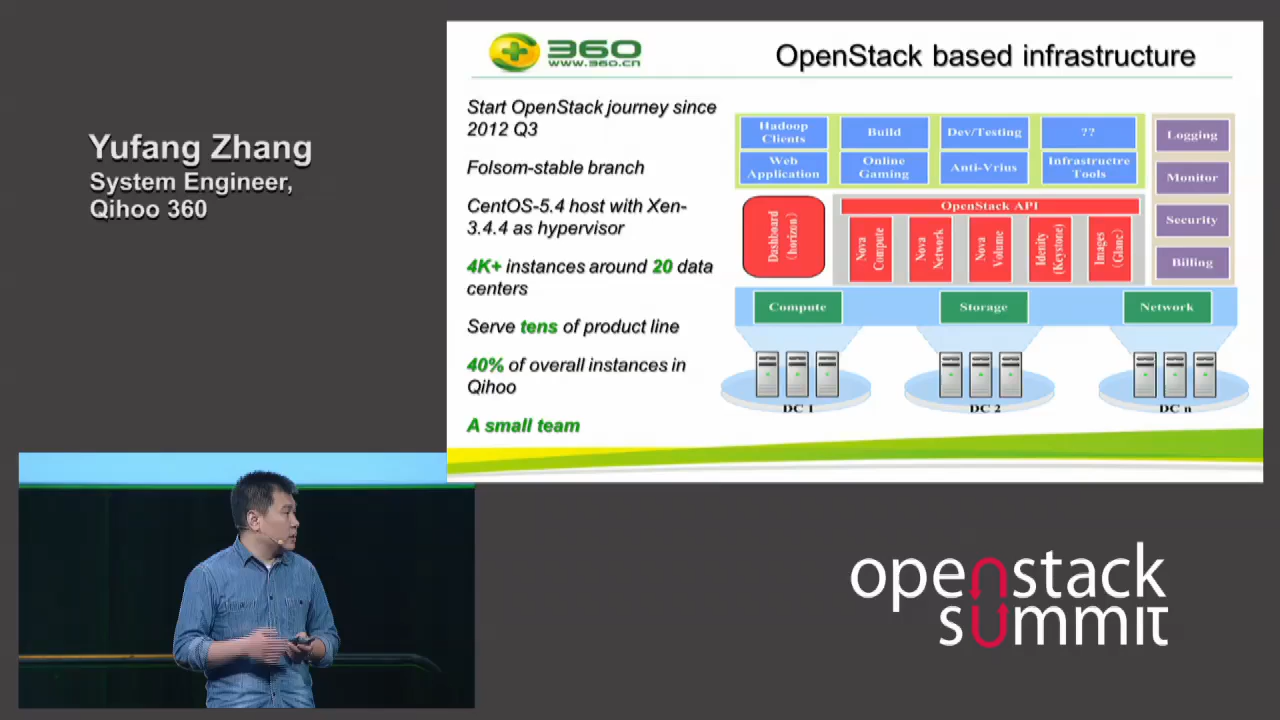 Yufang Zhang
System Engineer,
Qihoo 360
360
www.360.cn
OpenStack based infrastructure
Start OpenStack journey since
2012 Q3
Folsom-stable branch
CentOS-5.4 host with Xen-
3.4.4 as hypervisor
4K+ instances around 20 data
centers
Serve tens of product line
40% of overall instances in
Qihoo
A small team
Hadoop
Clients
Build
Dev/Testing
??
Web
Application
Online
Gaming
Anti-Vrius
Infrastructre
Tools
Logging
Monitor
Security
Billing
Dashboard
(horizon)
OpenStack API
Nova
Compute
Nova
Network
Nova
Volume
Idenity
(Keystone)
Images
(Glanc)
Compute
Storage
Network
DC 1
DC 2
DC n
openstack
summit